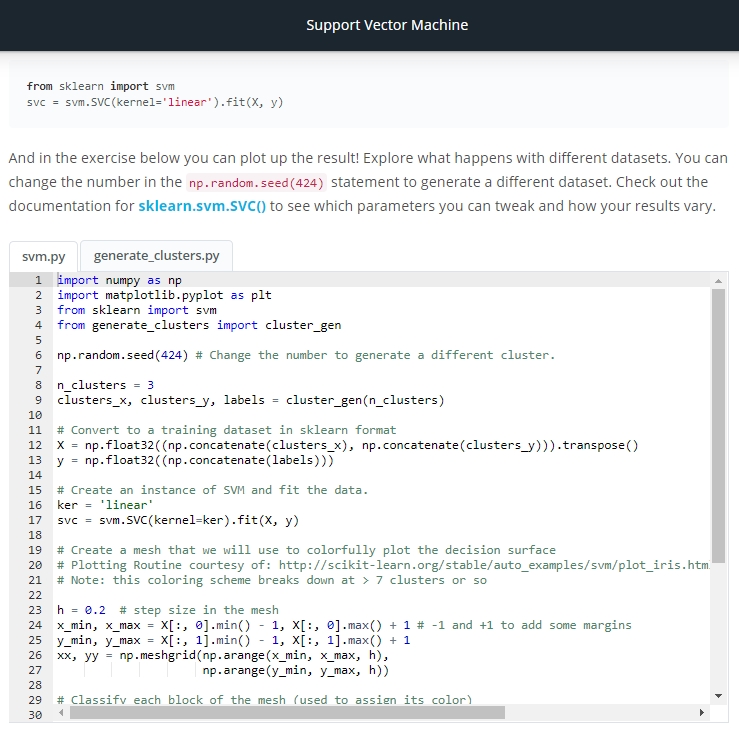 Support Vector Machine
from sklearn import svm
svc = svm.SVC(kernel='linear').fit(X, y)
And in the exercise below you can plot up the result! Explore what happens with different datasets. You can
change the number in the np.random.seed(424) statement to generate a different dataset. Check out the
documentation for sklearn.svm.SVC() to see which parameters you can tweak and how your results vary.
svm.py generate_clusters.py
1 import numpy as np
2 import matplotlib.pyplot as plt
3 from sklearn import svm
4 from generate_clusters import cluster_gen
5
6 np.random.seed(424) # Change the number to generate a different cluster.
7
8 n_clusters = 3
9 clusters_x, clusters_y, labels = cluster_gen(n_clusters)
10
11 # Convert to a training dataset in sklearn format
12 X = np.float32((np.concatenate(clusters_x), np.concatenate(clusters_y))).transpose()
13 y = np.float32((np.concatenate(labels)))
14
15 # Create an instance of SVM and fit the data.
16 ker = 'linear'
17 svc = svm.SVC(kernel=ker).fit(X, y)
18
19 # Create a mesh that we will use to colorfully plot the decision surface
20 # Plotting Routine courtesy of: http://scikit-learn.org/stable/auto_examples/svm/plot_iris.htm
21 # Note: this coloring scheme breaks down at > 7 clusters or so
22
23 h = 0.2 # step size in the mesh
24 x_min, x_max = X[:, 0].min() - 1, X[:, 0].max() + 1 # -1 and +1 to add some margins
25 y_min, y_max = X[:, 1].min() - 1, X[:, 1].max() + 1
26 xx, yy = np.meshgrid(np.arange(x_min, x_max, h),
27 np.arange(y_min, y_max, h))
28
29 # Classify each block of the mesh (used to assign its color)
30